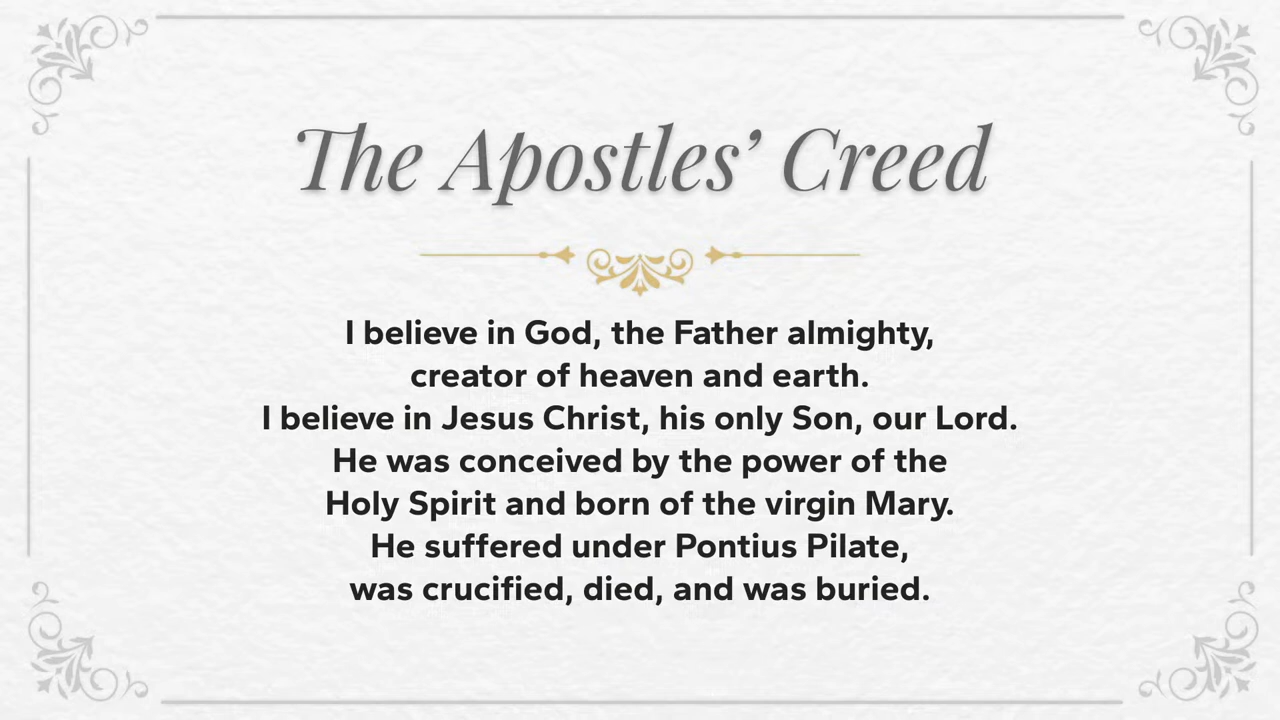 The Apostles’ Creed
I believe in God, the Father almighty,
creator of heaven and earth.
I believe in Jesus Christ, his only Son, our Lord.
He was conceived by the power of the
Holy Spirit and born of the virgin Mary.
He suffered under Pontius Pilate,
was crucified, died, and was buried.